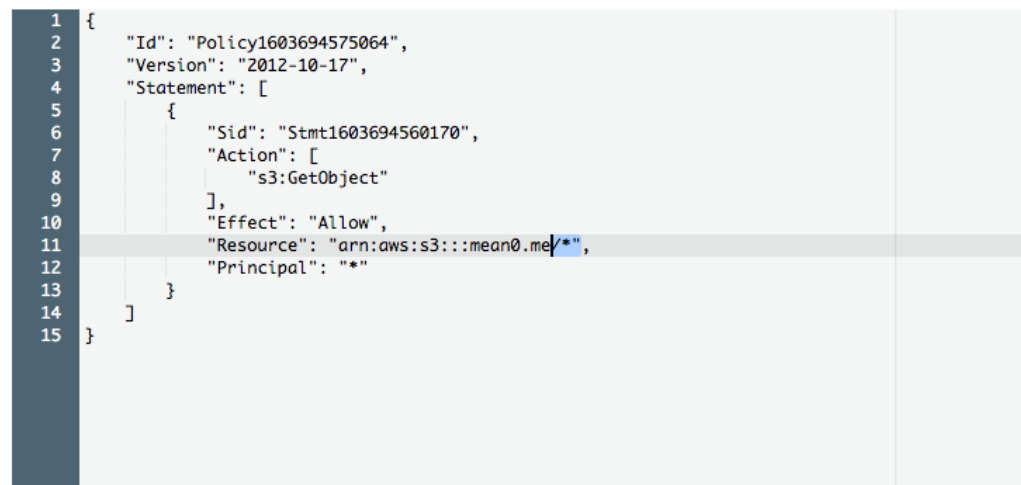 1 {
2     "Id": "Policy1603694575064",
3     "Version": "2012-10-17",
4     "Statement": [
5         {
6             "Sid": "Stmt1603694560170",
7             "Action": [
8                 "s3:GetObject"
9             ],
10             "Effect": "Allow",
11             "Resource": "arn:aws:s3:::mean0.me/*",
12             "Principal": "*"
13         }
14     ]
15 }